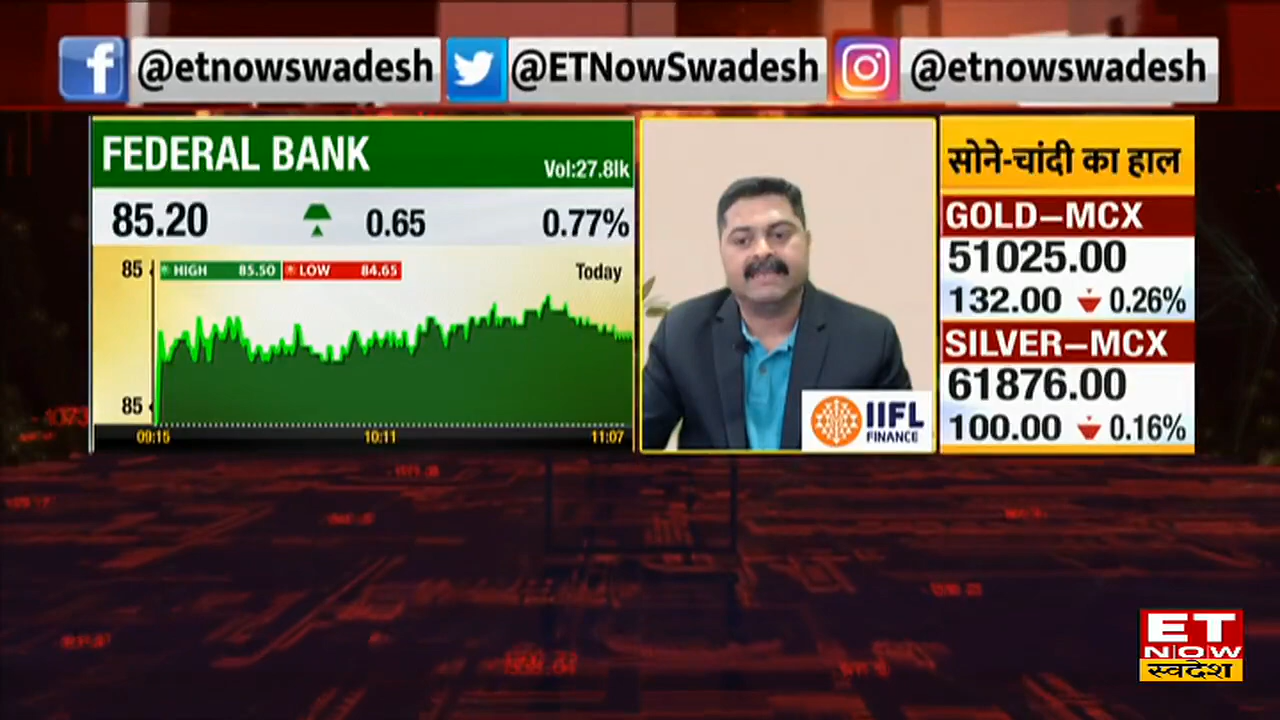 @etnowswadesh @ETNowSwadesh @etnowswadesh
FEDERAL BANK
Vol:27.8lk
85.20 0.65 0.77%
85 HIGH 85.50 LOW 84.65 Today
85
09:15 10:11 11:07
IIFL
FINANCE
सोने-चांदी का हाल
GOLD–MCX
51025.00
132.00 0.26%
SILVER–MCX
61876.00
100.00 0.16%
ET
NOW
स्वदेश